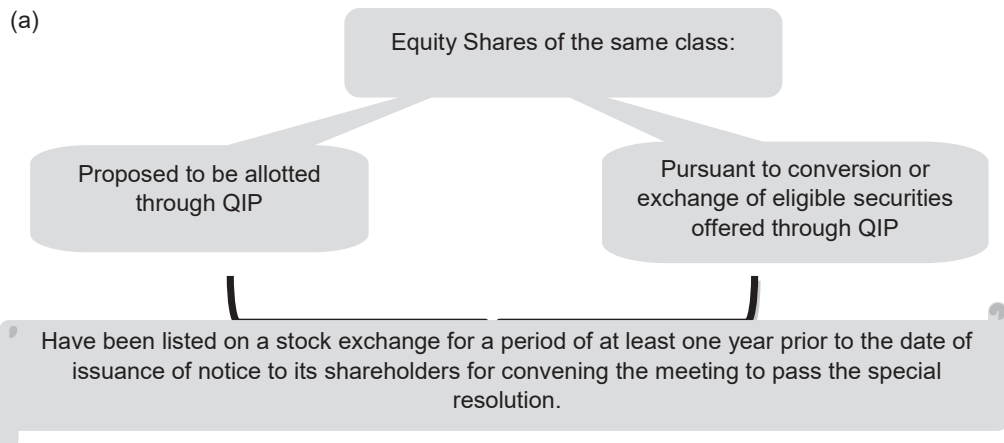 (a)
Equity Shares of the same class:
Proposed to be allotted
through QIP
Pursuant to conversion or
exchange of eligible securities
offered through QIP
Have been listed on a stock exchange for a period of at least one year prior to the date of
issuance of notice to its shareholders for convening the meeting to pass the special
resolution.